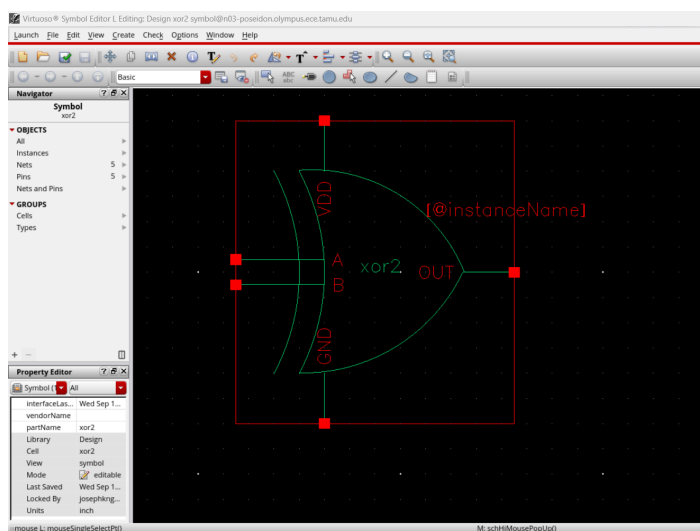 Virtuoso® Symbol Editor L Editing: Design xor2 symbol@n03-poseidon.olympus.ece.tamu.edu
Launch File Edit View Create Check Options Window Help
Basic
Navigator
Symbol
xor2
OBJECTS
All
Instances
Nets 5
Pins 5
Nets and Pins
GROUPS
Cells
Types
VDD
[@instanceName]
A
xor2
OUT
B
GND
Property Editor
Symbol (1 All
interfaceLas... Wed Sep 1...
vendorName
partName xor2
Library Design
Cell xor2
View symbol
Mode editable
Last Saved Wed Sep 1...
Locked By josephkng...
Units inch
mouse L: mouseSingleSelectPt() M: schHiMousePopUp()